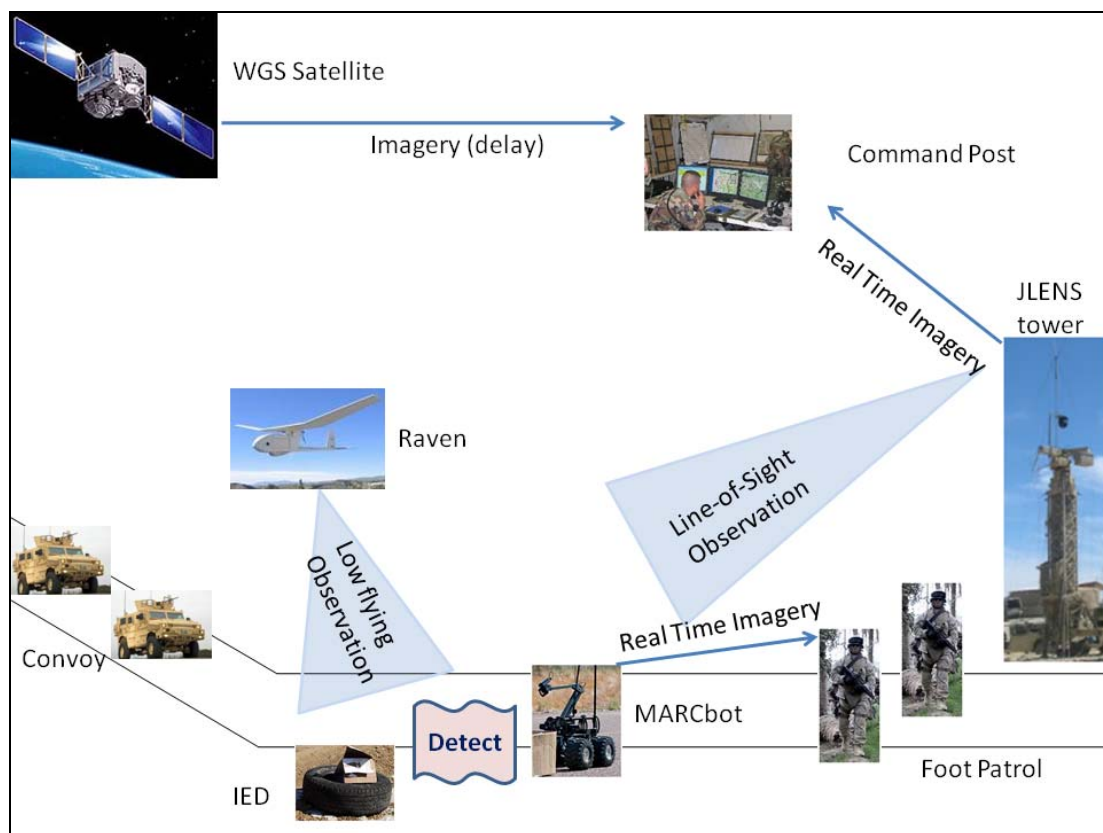 WGS Satellite
Imagery (delay)
Command Post
Real Time Imagery
JLENS
tower
Raven
Line-of-Sight
Observation
Low flying
Observation
Real Time Imagery
Convoy
Detect
MARCbot
IED
Foot Patrol